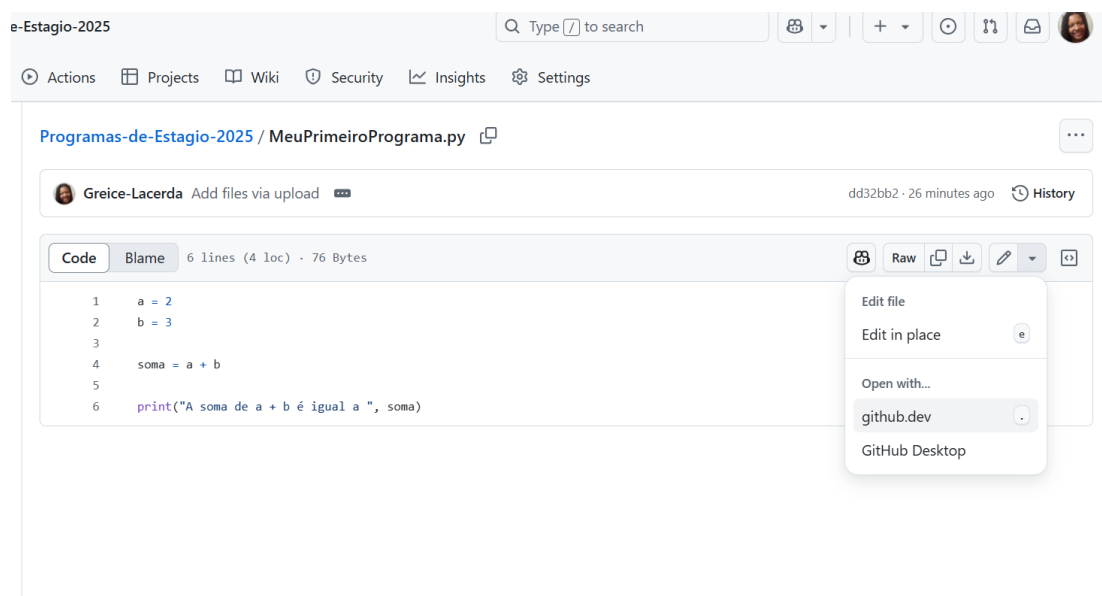 e-Estagio-2025
Type / to search
Actions Projects Wiki Security Insights Settings
Programas-de-Estagio-2025 / MeuPrimeiroPrograma.py
Greice-Lacerda Add files via upload
dd32bb2 · 26 minutes ago History
Code Blame 6 lines (4 loc) · 76 Bytes
Raw
1 a = 2
2 b = 3
3
4 soma = a + b
5
6 print("A soma de a + b é igual a ", soma)
Edit file
Edit in place e
Open with...
github.dev .
GitHub Desktop